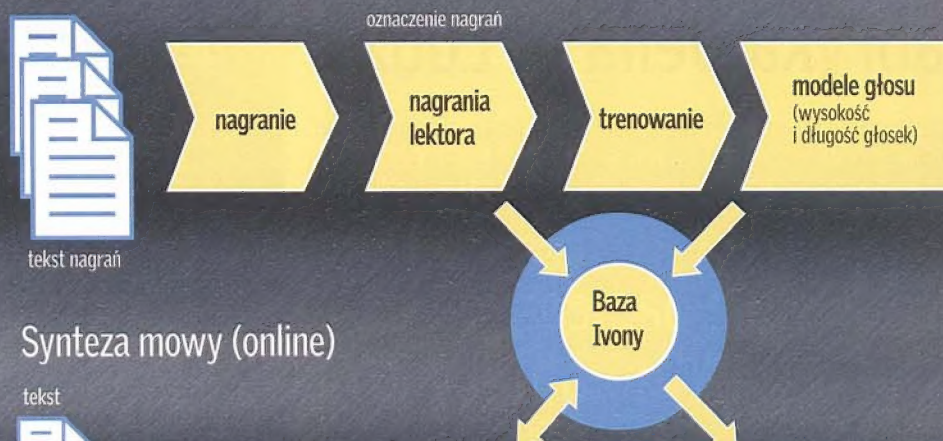 oznaczenie nagrań
nagranie
nagrania
lektora
trenowanie
modele głosu
(wysokość
i długość głosek)
tekst nagrań
Baza
Ivony
Synteza mowy (online)
tekst